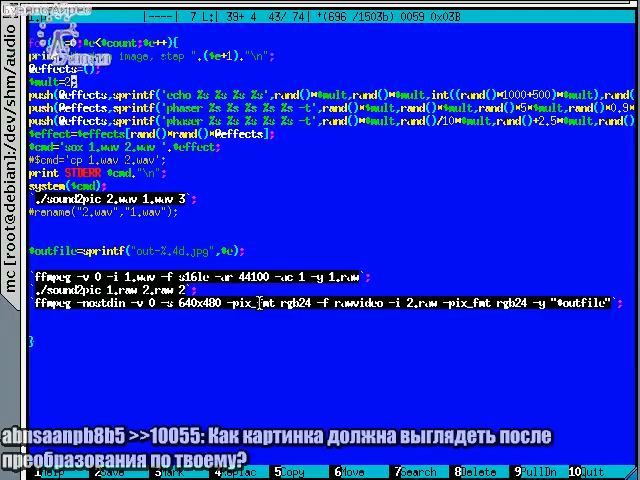 [----] 7 L:[ 39+ 4 43/ 74] *(696 /1503b) 0059 0x03B
$e<$count;$e++){
image, step ".($e+1)."\n";
@effects=();
$mult=2;
push(@effects,sprintf('echo %s %s %s %s',rand()*$mult,rand()*$mult,int((rand()*1000+500)*$mult),rand(
push(@effects,sprintf('phaser %s %s %s %s %s -t',rand()*$mult,rand()*$mult,rand()*5*$mult,rand()*0.9*
push(@effects,sprintf('phaser %s %s %s %s %s -t',rand()*$mult,rand()/10*$mult,rand()+2.5*$mult,rand()
$effect=$effects[rand()*rand()*@effects];
$cmd='sox 1.wav 2.wav '.$effect;
#$cmd='cp 1.wav 2.wav';
print STDERR $cmd."\n";
system($cmd);
`./sound2pic 2.wav 1.wav 3`;
#rename("2.wav","1.wav");
$outfile=sprintf("out-%.4d.jpg",$e);
`ffmpeg -v 0 -i 1.wav -f s16le -ar 44100 -ac 1 -y 1.raw`;
`./sound2pic 1.raw 2.raw 2`;
`ffmpeg -nostdin -v 0 -s 640x480 -pix_fmt rgb24 -f rawvideo -i 2.raw -pix_fmt rgb24 -y "$outfile"`
}
mc [root@debian]:/dev/shm/audio
abnsaanpb8b5 >>10055: Как картинка должна выглядеть после
преобразования по твоему?
1Help 2Save 3Mark 4Replac 5Copy 6Move 7Search 8Delete 9PullDn 10Quit